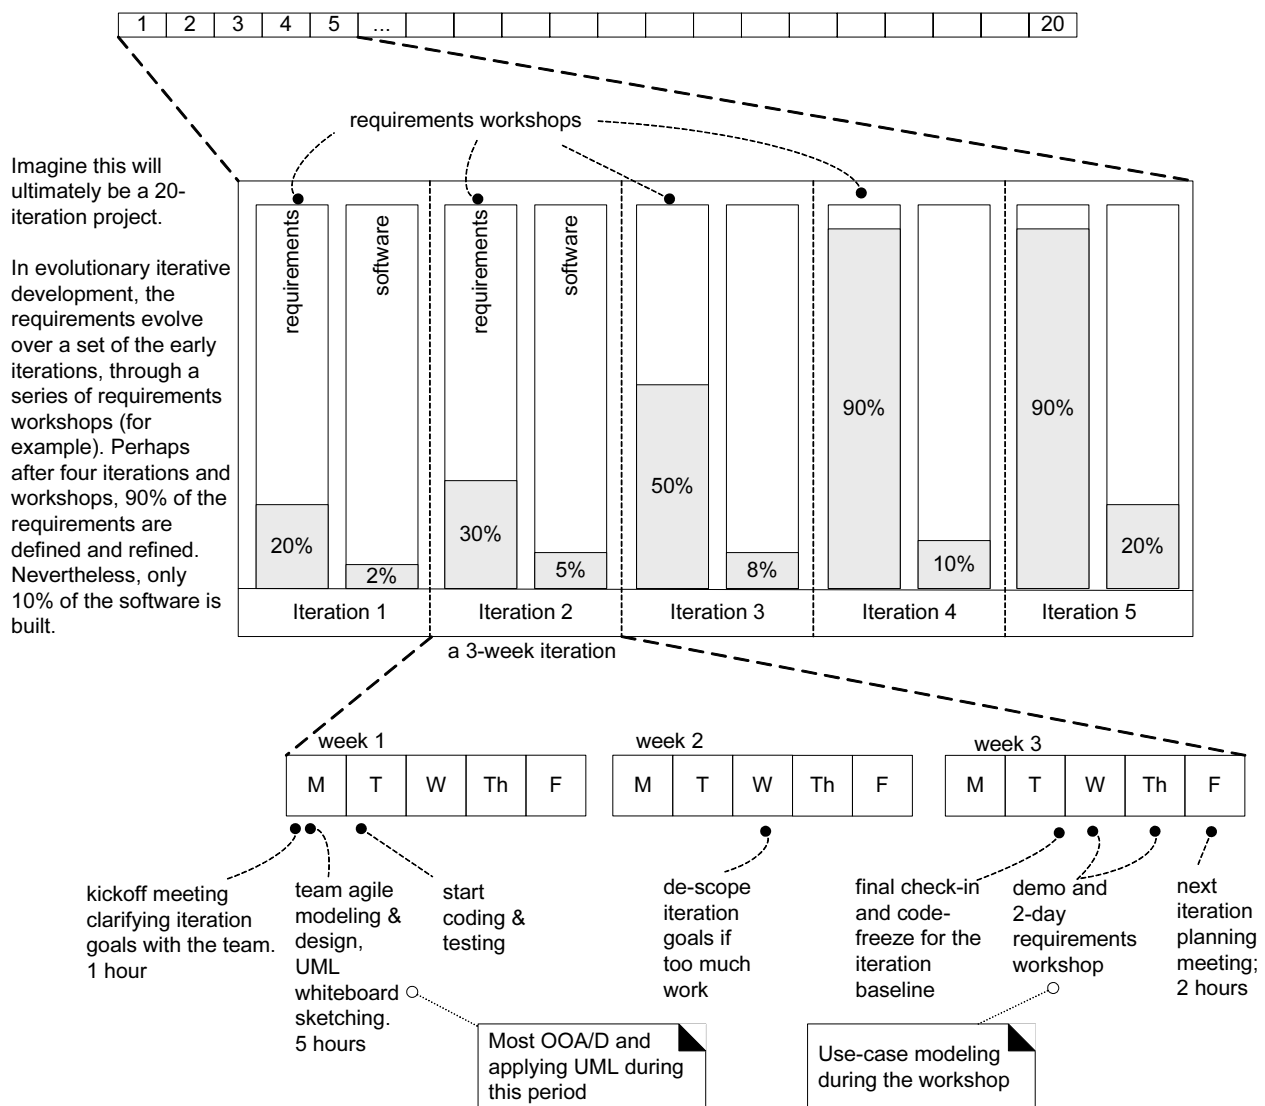 1 2 3 4 5 ... 20
requirements workshops
Imagine this will
ultimately be a 20-
iteration project.
In evolutionary iterative
development, the
requirements evolve
over a set of the early
iterations, through a
series of requirements
workshops (for
example). Perhaps
after four iterations and
workshops, 90% of the
requirements are
defined and refined.
Nevertheless, only
10% of the software is
built.
requirements
software
requirements
software
20%
2%
30%
5%
50%
8%
90%
10%
90%
20%
Iteration 1
Iteration 2
Iteration 3
Iteration 4
Iteration 5
a 3-week iteration
week 1
M T W Th F
week 2
M T W Th F
week 3
M T W Th F
kickoff meeting
clarifying iteration
goals with the team.
1 hour
team agile
modeling &
design,
UML
whiteboard
sketching.
5 hours
start
coding &
testing
de-scope
iteration
goals if
too much
work
final check-in
and code-
freeze for the
iteration
baseline
demo and
2-day
requirements
workshop
next
iteration
planning
meeting;
2 hours
Most OOA/D and
applying UML during
this period
Use-case modeling
during the workshop